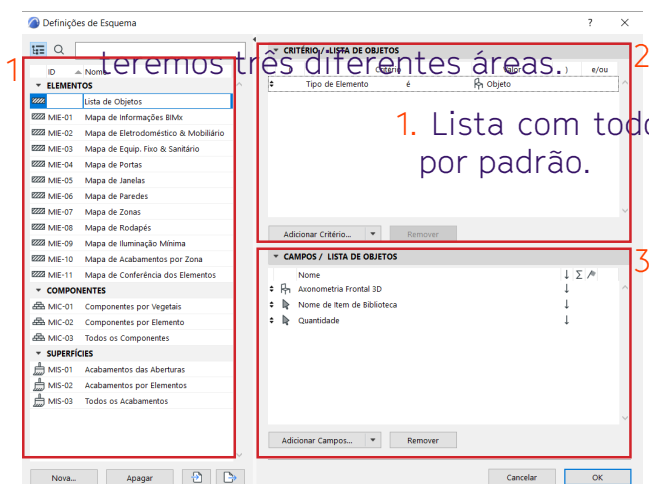 Definições de Esquema
? ×
1
teremos três diferentes áreas.
2
ID Nome
ELEMENTOS
Lista de Objetos
MIE-01 Mapa de Informações BIMx
MIE-02 Mapa de Eletrodoméstico & Mobiliário
MIE-03 Mapa de Equip. Fixo & Sanitário
MIE-04 Mapa de Portas
MIE-05 Mapa de Janelas
MIE-06 Mapa de Paredes
MIE-07 Mapa de Zonas
MIE-08 Mapa de Rodapés
MIE-09 Mapa de Iluminação Mínima
MIE-10 Mapa de Acabamentos por Zona
MIE-11 Mapa de Conferência dos Elementos
COMPONENTES
MIC-01 Componentes por Vegetais
MIC-02 Componentes por Elemento
MIC-03 Todos os Componentes
SUPERFÍCIES
MIS-01 Acabamentos das Aberturas
MIS-02 Acabamentos por Elementos
MIS-03 Todos os Acabamentos
Nova... Apagar
CRITÉRIO / LISTA DE OBJETOS
Critério Valor ) e/ou
Tipo de Elemento é Objeto
1. Lista com todo
por padrão.
Adicionar Critério... Remover
3
CAMPOS / LISTA DE OBJETOS
Nome ↓ Σ
Axonometria Frontal 3D ↓
Nome de Item de Biblioteca ↓
Quantidade ↓
Adicionar Campos... Remover
Cancelar OK